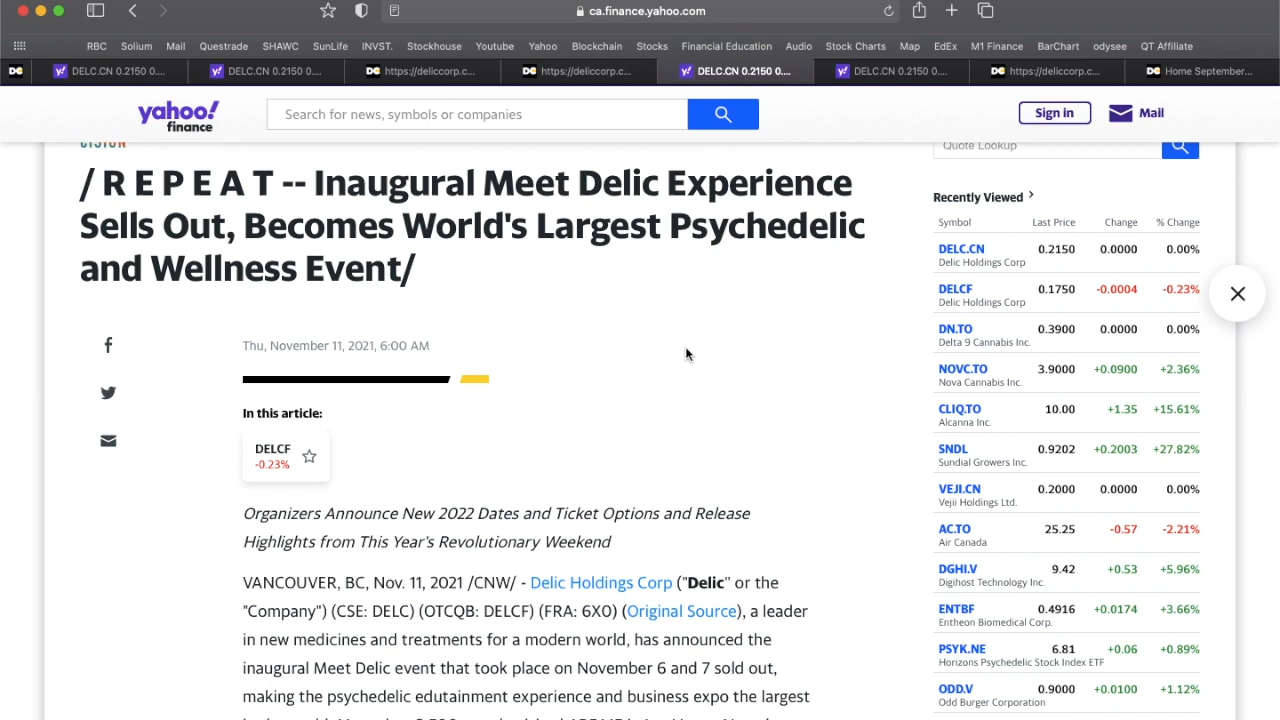 ca.finance.yahoo.com
RBC Solium Mail Questrade SHAWC SunLife INVST. Stockhouse Youtube Yahoo Blockchain Stocks Financial Education Audio Stock Charts Map EdEx M1 Finance BarChart odysee QT Affiliate
DELC.CN 0.2150 0.... DELC.CN 0.2150 0.... https://deliccorp.c... https://deliccorp.c... DELC.CN 0.2150 0.... DELC.CN 0.2150 0.... https://deliccorp.c... Home September...
yahoo!
finance
Search for news, symbols or companies
Sign in
Mail
CISION
/ R E P E A T -- Inaugural Meet Delic Experience
Sells Out, Becomes World's Largest Psychedelic
and Wellness Event/
Thu, November 11, 2021, 6:00 AM
In this article:
DELCF
-0.23%
Organizers Announce New 2022 Dates and Ticket Options and Release
Highlights from This Year's Revolutionary Weekend
VANCOUVER, BC, Nov. 11, 2021 /CNW/ - Delic Holdings Corp ("Delic" or the
"Company") (CSE: DELC) (OTCQB: DELCF) (FRA: 6X0) (Original Source), a leader
in new medicines and treatments for a modern world, has announced the
inaugural Meet Delic event that took place on November 6 and 7 sold out,
making the psychedelic edutainment experience and business expo the largest
Quote Lookup
Recently Viewed
Symbol Last Price Change % Change
DELC.CN 0.2150 0.0000 0.00%
Delic Holdings Corp
DELCF 0.1750 -0.0004 -0.23%
Delic Holdings Corp
DN.TO 0.3900 0.0000 0.00%
Delta 9 Cannabis Inc.
NOVC.TO 3.9000 +0.0900 +2.36%
Nova Cannabis Inc.
CLIQ.TO 10.00 +1.35 +15.61%
Alcanna Inc.
SNDL 0.9202 +0.2003 +27.82%
Sundial Growers Inc.
VEJI.CN 0.2000 0.0000 0.00%
Vejii Holdings Ltd.
AC.TO 25.25 -0.57 -2.21%
Air Canada
DGHI.V 9.42 +0.53 +5.96%
Digihost Technology Inc.
ENTBF 0.4916 +0.0174 +3.66%
Entheon Biomedical Corp.
PSYK.NE 6.81 +0.06 +0.89%
Horizons Psychedelic Stock Index ETF
ODD.V 0.9000 +0.0100 +1.12%
Odd Burger Corporation